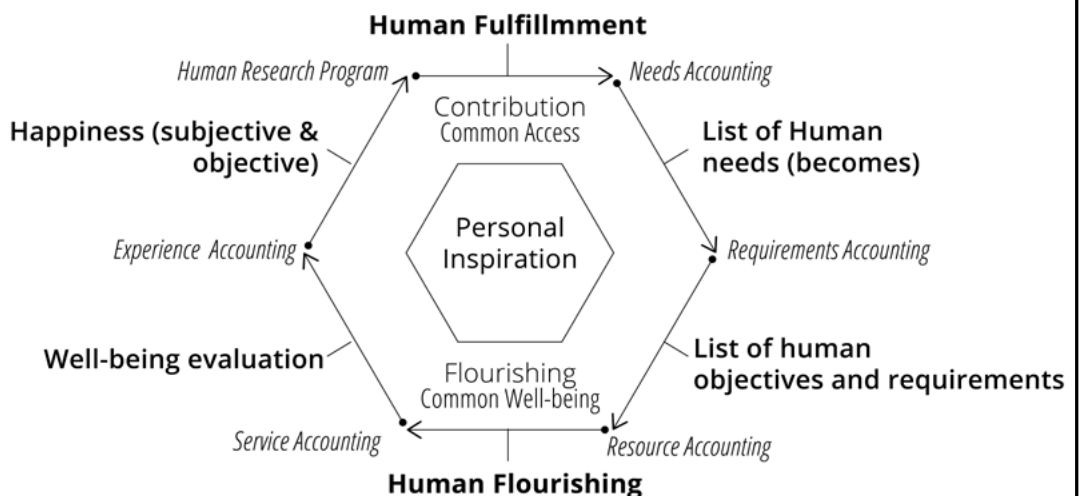 Human Fulfillmment
Human Research Program
Needs Accounting
Contribution
Common Access
Happiness (subjective &
objective)
List of Human
needs (becomes)
Personal
Inspiration
Experience Accounting
Requirements Accounting
Well-being evaluation
List of human
objectives and requirements
Flourishing
Common Well-being
Service Accounting
Resource Accounting
Human Flourishing